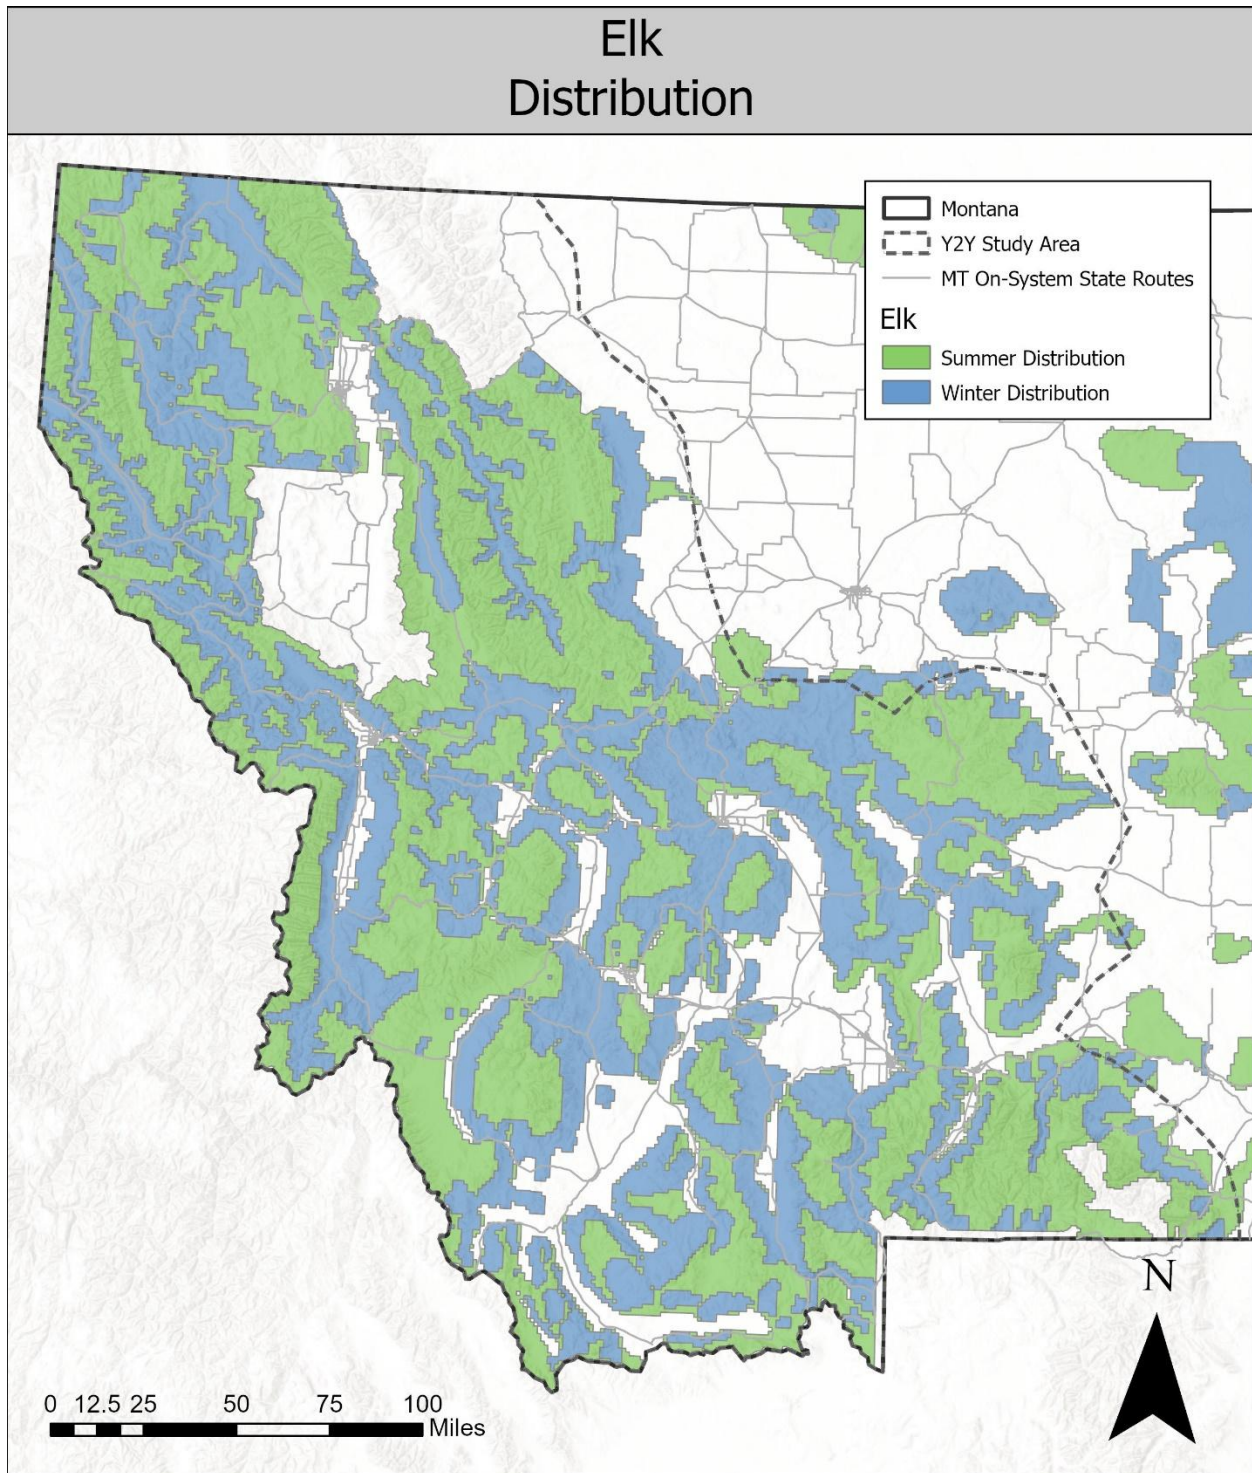 Elk
Distribution
Montana
Y2Y Study Area
MT On-System State Routes
Elk
Summer Distribution
Winter Distribution
N
0 12.5 25 50 75 100
Miles